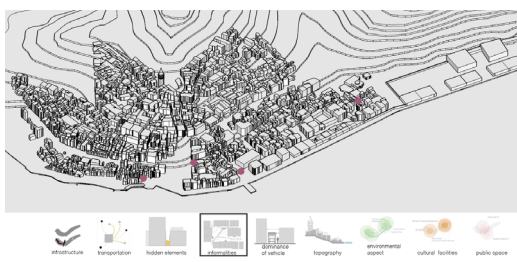 infrastructure
transportation
hidden elements
informalities
dominance
of vehicle
topography
environmental
aspect
cultural facilities
public space